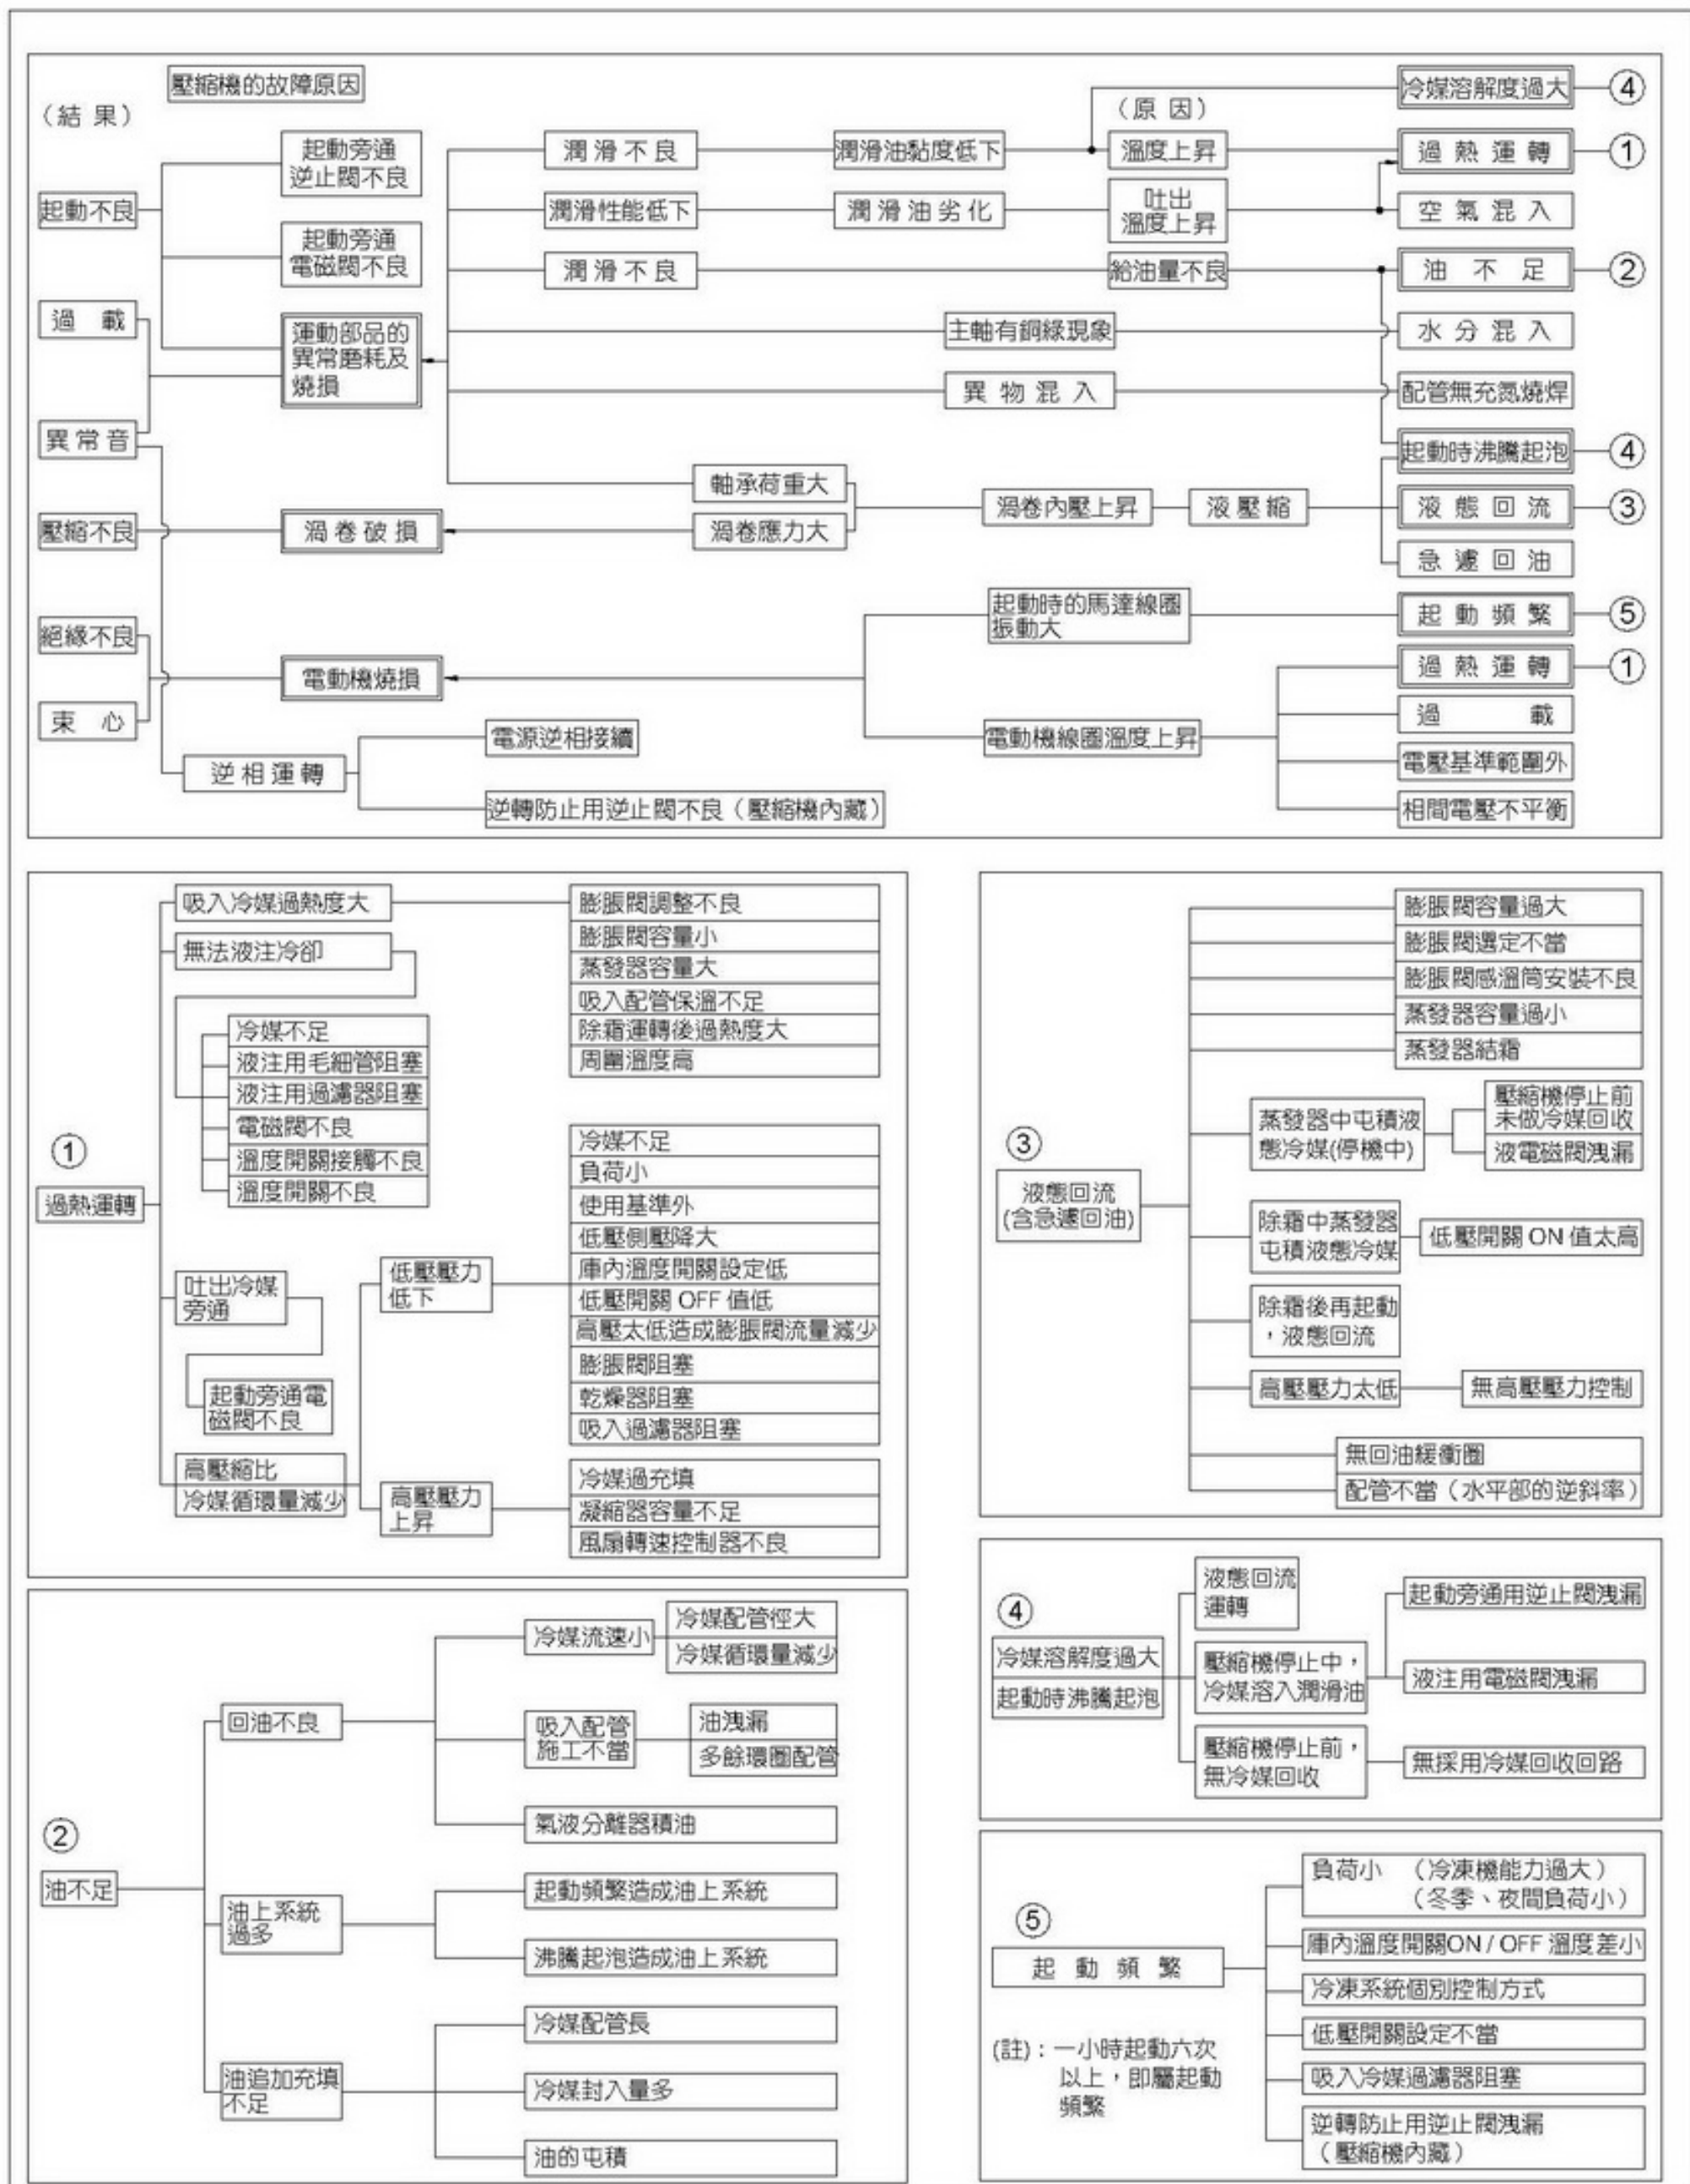 壓縮機的故障原因
（結 果）
（原 因）
起動不良
過 載
異常音
壓縮不良
絕緣不良
束 心
起動旁通
逆止閥不良
起動旁通
電磁閥不良
運動部品的
異常磨耗及
燒損
渦卷破損
電動機燒損
逆相運轉
電源逆相接續
逆轉防止用逆止閥不良（壓縮機內藏）
潤滑不良
潤滑油黏度低下
溫度上昇
冷媒溶解度過大
④
過熱運轉
①
潤滑性能低下
潤滑油劣化
吐出
溫度上昇
空氣混入
潤滑不良
給油量不良
油不足
②
主軸有銅綠現象
水分混入
異物混入
配管無充氮燒焊
起動時沸騰起泡
④
軸承荷重大
渦卷應力大
渦卷內壓上昇
液壓縮
液態回流
③
急遽回油
起動時的馬達線圈
振動大
起動頻繁
⑤
電動機線圈溫度上昇
過熱運轉
①
過 載
電壓基準範圍外
相間電壓不平衡
①
過熱運轉
吸入冷媒過熱度大
膨脹閥調整不良
膨脹閥容量小
蒸發器容量大
吸入配管保溫不足
除霜運轉後過熱度大
周圍溫度高
無法液注冷卻
冷媒不足
液注用毛細管阻塞
液注用過濾器阻塞
電磁閥不良
溫度開關接觸不良
溫度開關不良
吐出冷媒
旁通
起動旁通電
磁閥不良
高壓縮比
冷媒循環量減少
低壓壓力
低下
冷媒不足
負荷小
使用基準外
低壓側壓降大
庫內溫度開關設定低
低壓開關 OFF 值低
高壓太低造成膨脹閥流量減少
膨脹閥阻塞
乾燥器阻塞
吸入過濾器阻塞
高壓壓力
上昇
冷媒過充填
凝縮器容量不足
風扇轉速控制器不良
②
油不足
回油不良
冷媒流速小
冷媒配管徑大
冷媒循環量減少
吸入配管
施工不當
油洩漏
多餘環圈配管
氣液分離器積油
油上系統
過多
起動頻繁造成油上系統
沸騰起泡造成油上系統
油追加充填
不足
冷媒配管長
冷媒封入量多
油的屯積
③
液態回流
(含急遽回油)
膨脹閥容量過大
膨脹閥選定不當
膨脹閥感溫筒安裝不良
蒸發器容量過小
蒸發器結霜
蒸發器中屯積液
態冷媒(停機中)
壓縮機停止前
未做冷媒回收
液電磁閥洩漏
除霜中蒸發器
屯積液態冷媒
低壓開關 ON 值太高
除霜後再起動
，液態回流
高壓壓力太低
無高壓壓力控制
無回油緩衝圈
配管不當（水平部的逆斜率）
④
冷媒溶解度過大
起動時沸騰起泡
液態回流
運轉
壓縮機停止中，
冷媒溶入潤滑油
起動旁通用逆止閥洩漏
液注用電磁閥洩漏
壓縮機停止前，
無冷媒回收
無採用冷媒回收回路
⑤
起動頻繁
負荷小 （冷凍機能力過大）
（冬季、夜間負荷小）
庫內溫度開關ON / OFF 溫度差小
冷凍系統個別控制方式
低壓開關設定不當
吸入冷媒過濾器阻塞
逆轉防止用逆止閥洩漏
（壓縮機內藏）
(註)：一小時起動六次
以上，即屬起動
頻繁